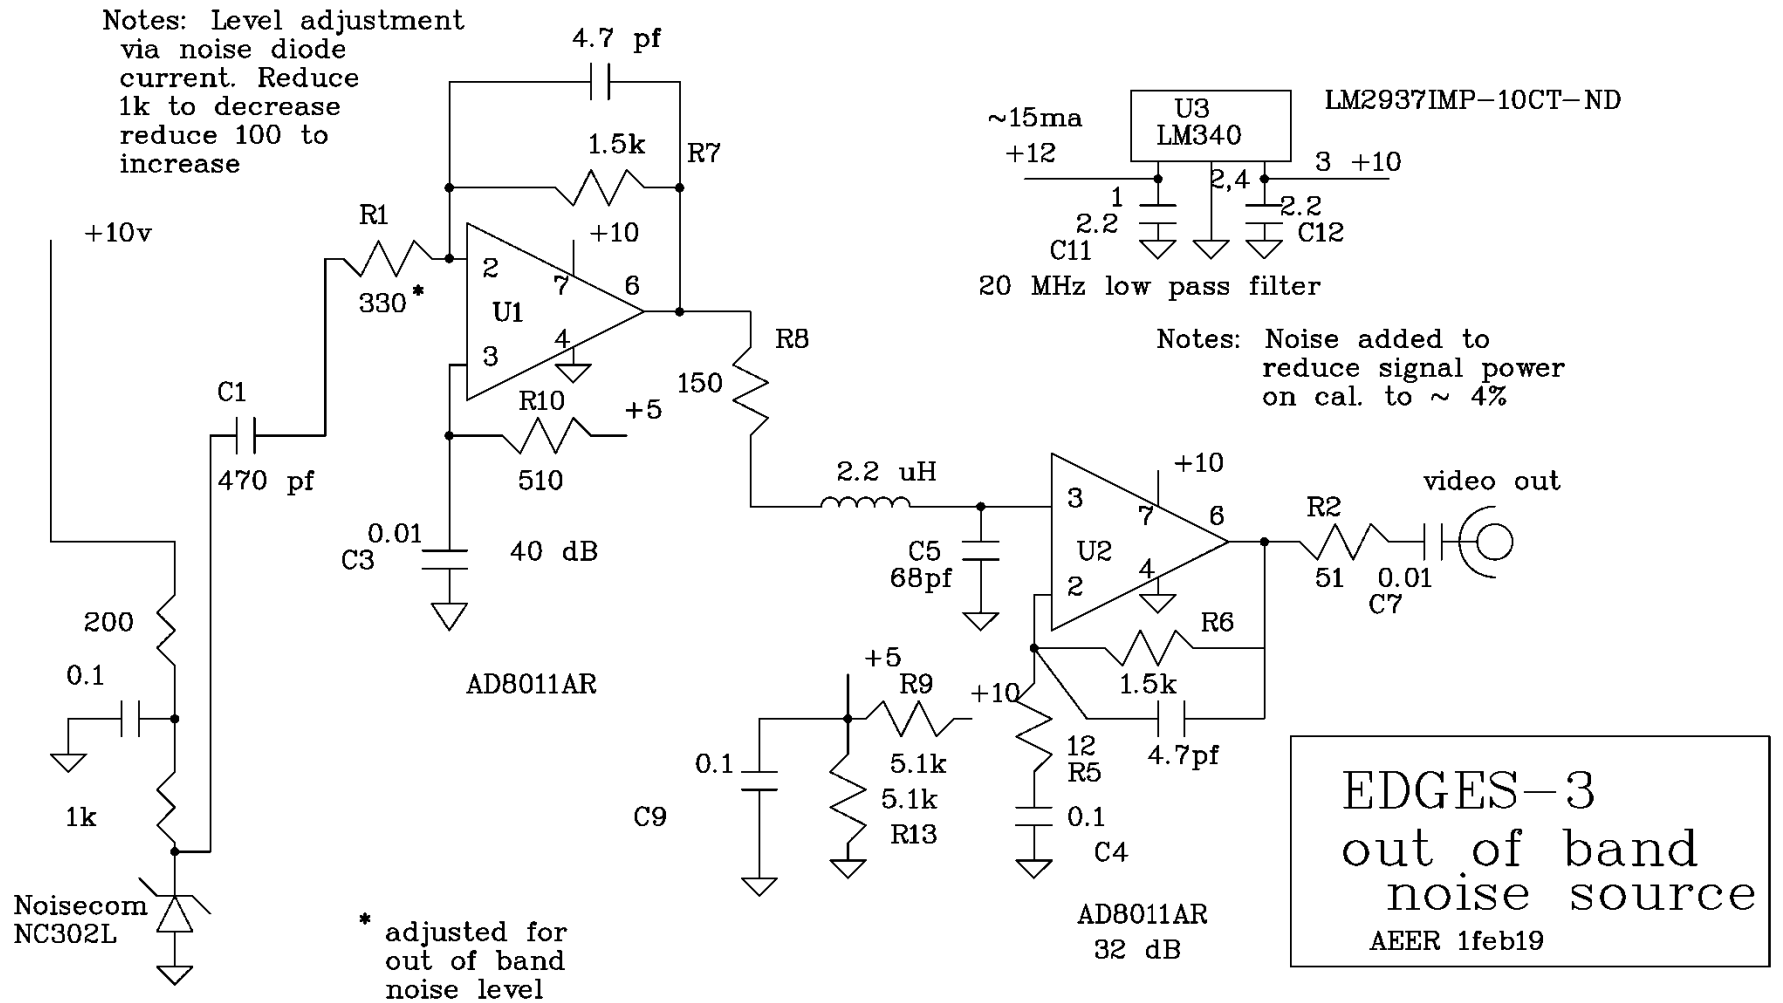 Notes: Level adjustment
via noise diode
current. Reduce
1k to decrease
reduce 100 to
increase
4.7 pf
1.5k
R7
+10v
R1
330 *
2
+10
7
6
U1
4
3
R10
+5
510
C1
470 pf
0.01
C3
40 dB
200
0.1
1k
Noisecom
NC302L
AD8011AR
* adjusted for
out of band
noise level
~15ma
+12
U3
LM340
LM2937IMP-10CT-ND
1
2,4
3 +10
2.2
C11
2.2
C12
20 MHz low pass filter
Notes: Noise added to
reduce signal power
on cal. to ~ 4%
R8
150
2.2 uH
C5
68pf
3
+10
7
6
U2
4
2
R2
51
0.01
C7
video out
R6
1.5k
4.7pf
+5
R9
+10
5.1k
5.1k
R13
0.1
C9
12
R5
0.1
C4
AD8011AR
32 dB
EDGES-3
out of band
noise source
AEER 1feb19